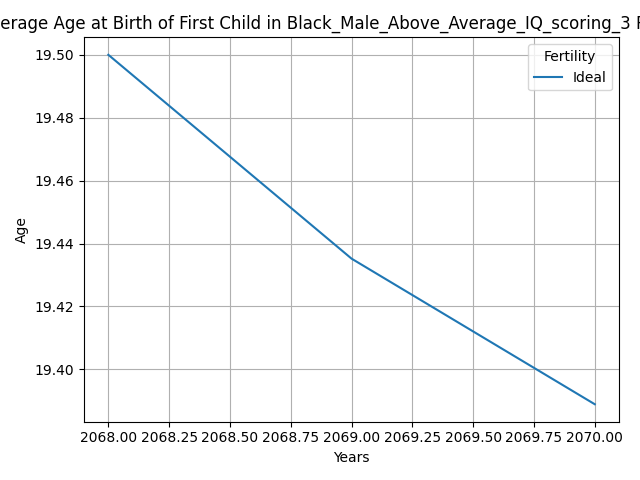 erage Age at Birth of First Child in Black_Male_Above_Average_IQ_scoring_3
Fertility
Ideal
19.50
19.48
19.46
19.44
19.42
19.40
Age
2068.00 2068.25 2068.50 2068.75 2069.00 2069.25 2069.50 2069.75 2070.00
Years